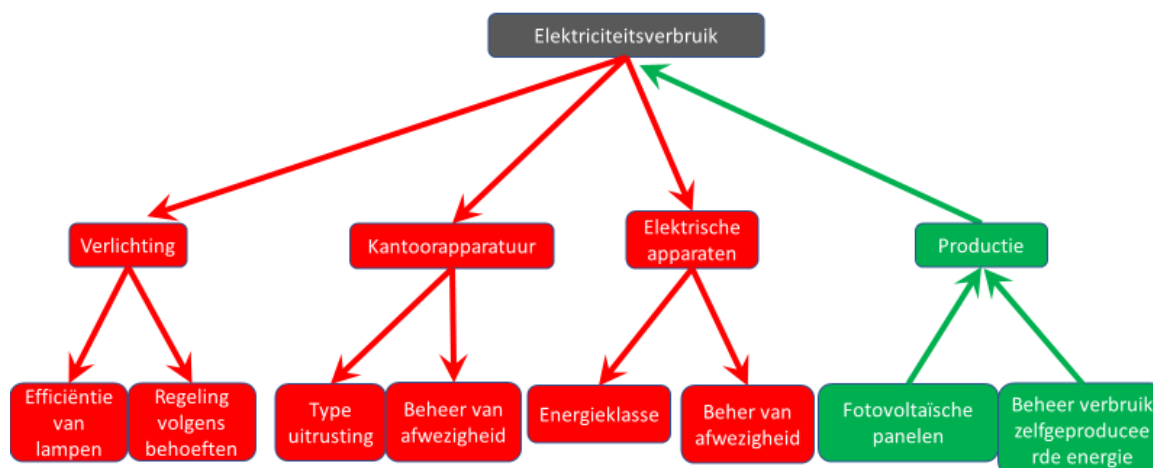 Elektriciteitsverbruik
Verlichting
Kantoorapparatuur
Elektrische
apparaten
Productie
Efficiëntie
van
lampen
Regeling
volgens
behoeften
Type
uitrusting
Beheer van
afwezigheid
Energieklasse
Beher van
afwezigheid
Fotovoltaïsche
panelen
Beheer verbruik
zelfgeproducee
rde energie